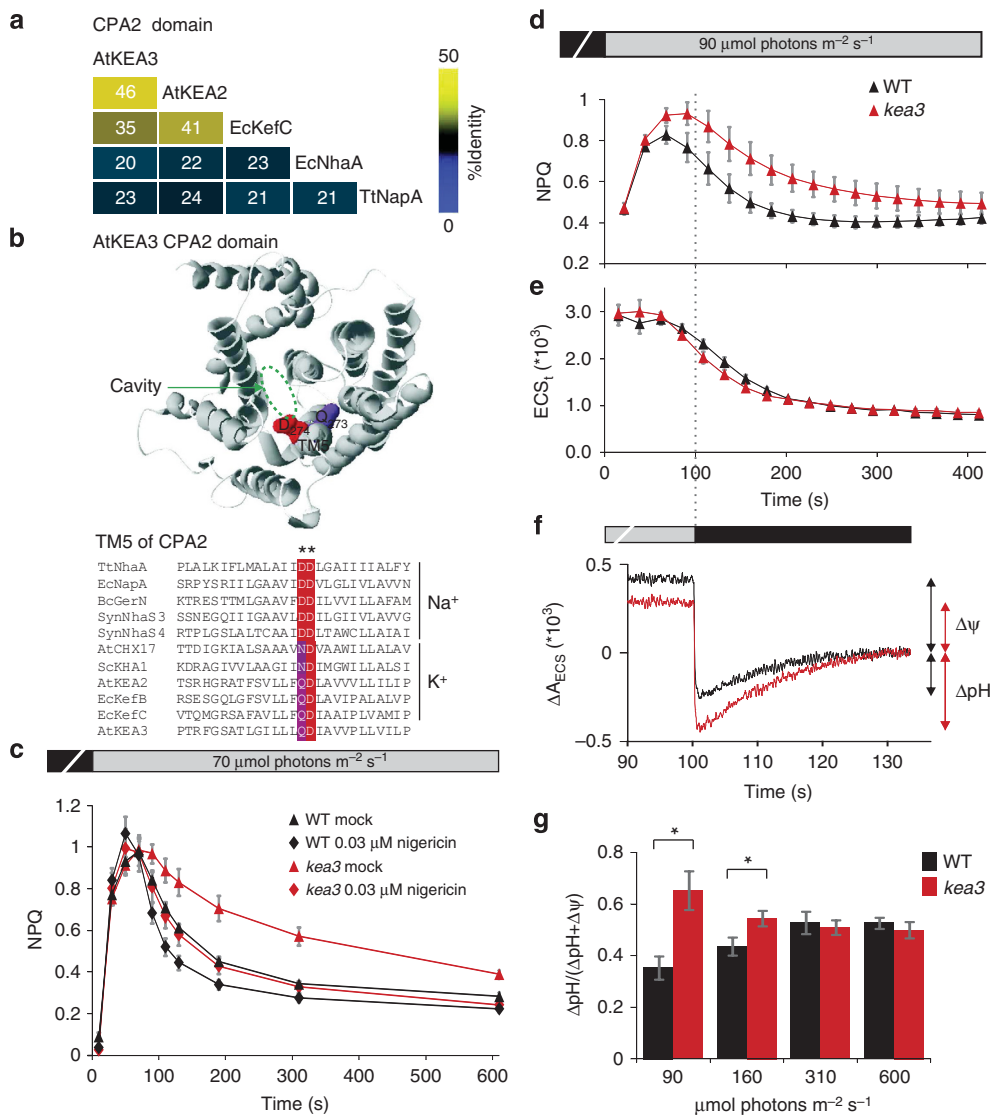 a
CPA2 domain
AtKEA3
46 AtKEA2
35 41 EcKefC
20 22 23 EcNhaA
23 24 21 21 TtNapA
50
%Identity
0
b
AtKEA3 CPA2 domain
Cavity
TM5
TM5 of CPA2
**
TtNhaA PLALKIFLMALAIIDDLGAIIIIALFY
EcNapA SRPYSRIILGAAVIDDVLGLIVLAVVN
BcGerN KTRESTTMLGAAVFDDILVVILLAFAM
SynNhaS3 SSNEGQIIIGAAVLDDILGIIVLAVVG
SynNhaS4 RTPLGSLALTCAAIDDLTAWCLLAIAI
AtCHX17 TTDIGKIALSAAAVNDVAAWILLALAV
ScKHA1 KDRAGIVVLAAGIINDIMGWILLALSI
AtKEA2 TSRHGRATFSVLLFQDLAVVVLLILIP
EcKefB RSESGQLGFSVLLFQDLAVIPALALVP
EcKefC VTQMGRSAFAVLLFQDIAAIPLVAMIP
AtKEA3 PTRFGSATLGILLLQDIAVVPLLVILP
Na⁺
K⁺
c
70 μmol photons m⁻² s⁻¹
WT mock
WT 0.03 μM nigericin
kea3 mock
kea3 0.03 μM nigericin
NPQ
1.2
1
0.8
0.6
0.4
0.2
0
0 100 200 300 400 500 600
Time (s)
d
90 μmol photons m⁻² s⁻¹
WT
kea3
NPQ
1
0.8
0.6
0.4
0.2
e
ECSt (*10³)
3.0
2.0
1.0
0.0
0 100 200 300 400
Time (s)
f
ΔA_ECS (*10³)
0.5
0
−0.5
Δψ
ΔpH
90 100 110 120 130
Time (s)
g
WT
kea3
* *
ΔpH/(ΔpH+Δψ)
0.8
0.6
0.4
0.2
0
90 160 310 600
μmol photons m⁻² s⁻¹